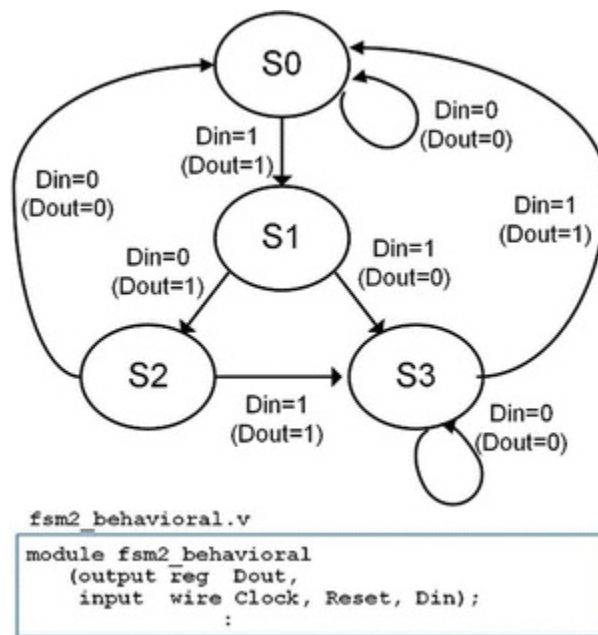 S0
Din=0
(Dout=0)
Din=1
(Dout=1)
Din=0
(Dout=0)
Din=1
(Dout=1)
S1
Din=0
(Dout=1)
Din=1
(Dout=0)
S2
S3
Din=1
(Dout=1)
Din=0
(Dout=0)
fsm2_behavioral.v
module fsm2_behavioral
(output reg Dout,
input wire Clock, Reset, Din);
: